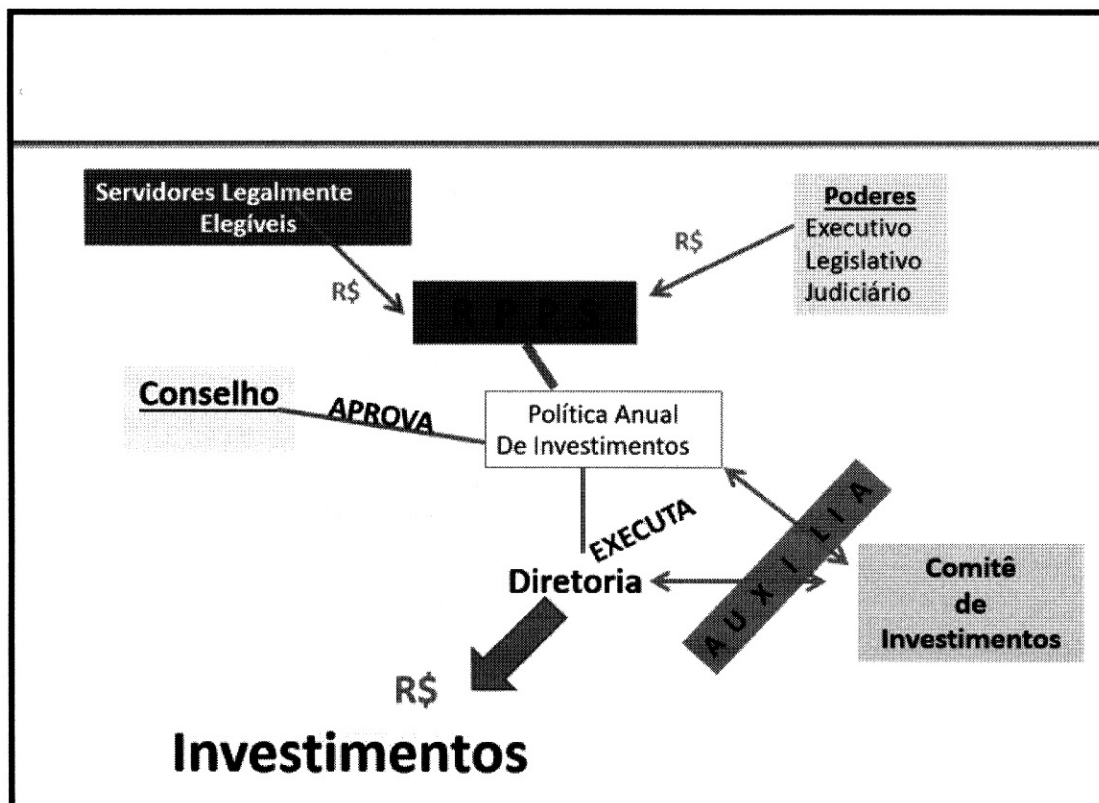 Servidores Legalmente
Elegíveis
Poderes
Executivo
Legislativo
Judiciário
R$
R$
R P P S
Conselho
APROVA
Política Anual
De Investimentos
EXECUTA
AUXILIA
Diretoria
Comitê
de
Investimentos
R$
Investimentos